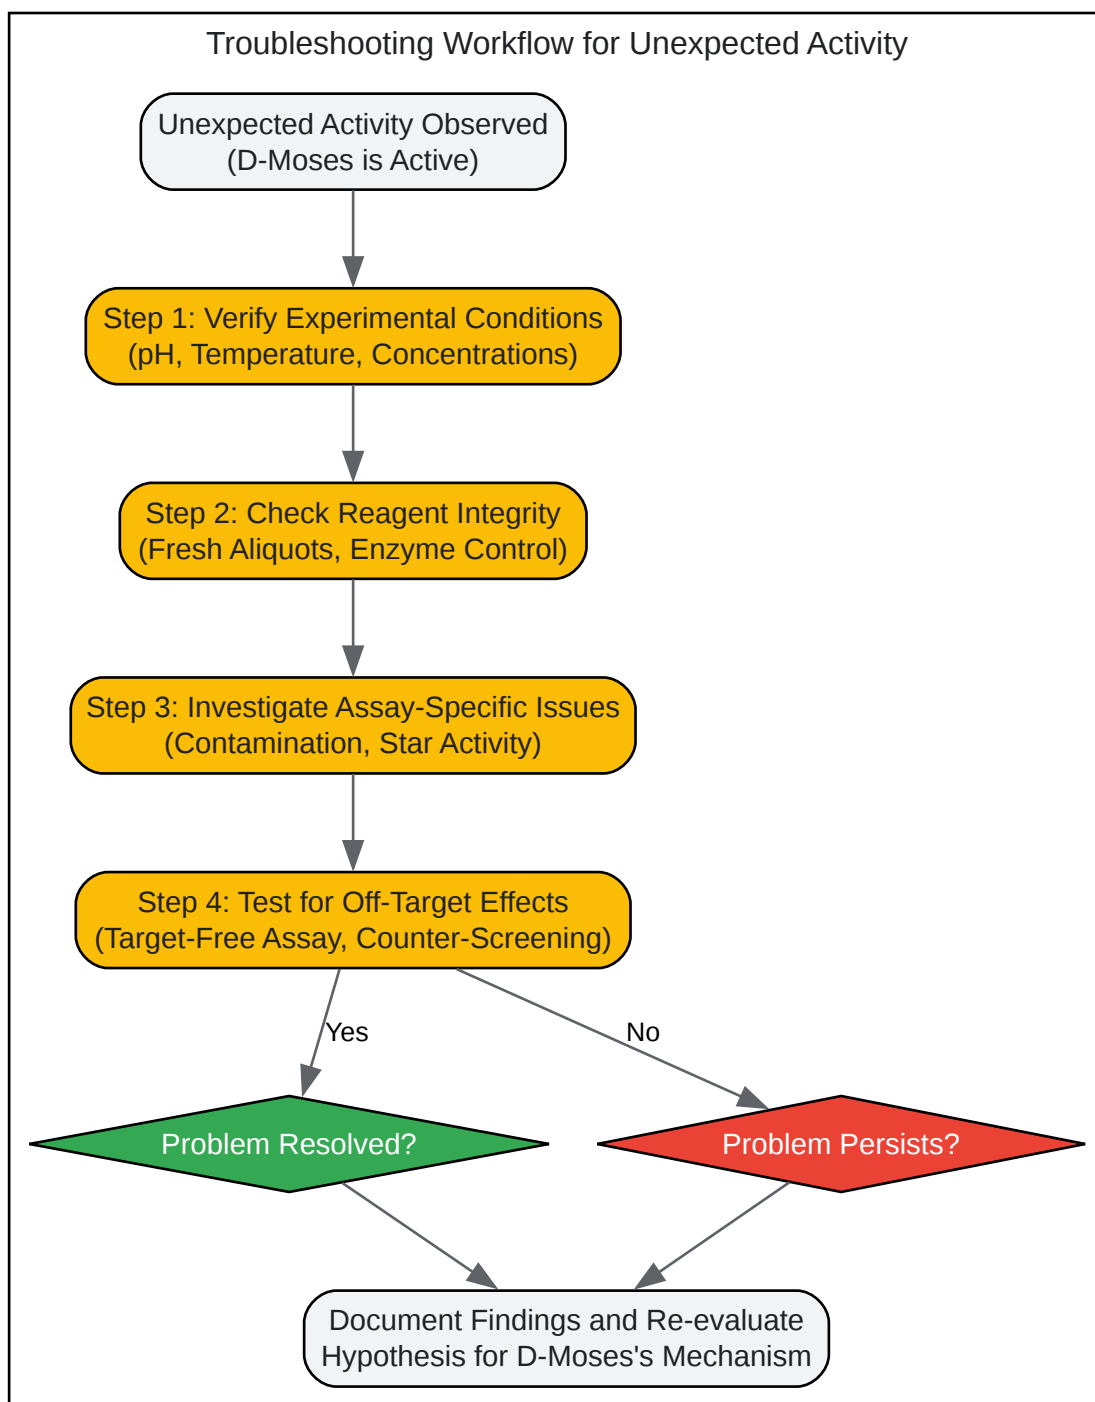 Troubleshooting Workflow for Unexpected Activity
Unexpected Activity Observed
(D-Moses is Active)
Step 1: Verify Experimental Conditions
(pH, Temperature, Concentrations)
Step 2: Check Reagent Integrity
(Fresh Aliquots, Enzyme Control)
Step 3: Investigate Assay-Specific Issues
(Contamination, Star Activity)
Step 4: Test for Off-Target Effects
(Target-Free Assay, Counter-Screening)
Yes
No
Problem Resolved?
Problem Persists?
Document Findings and Re-evaluate
Hypothesis for D-Moses's Mechanism